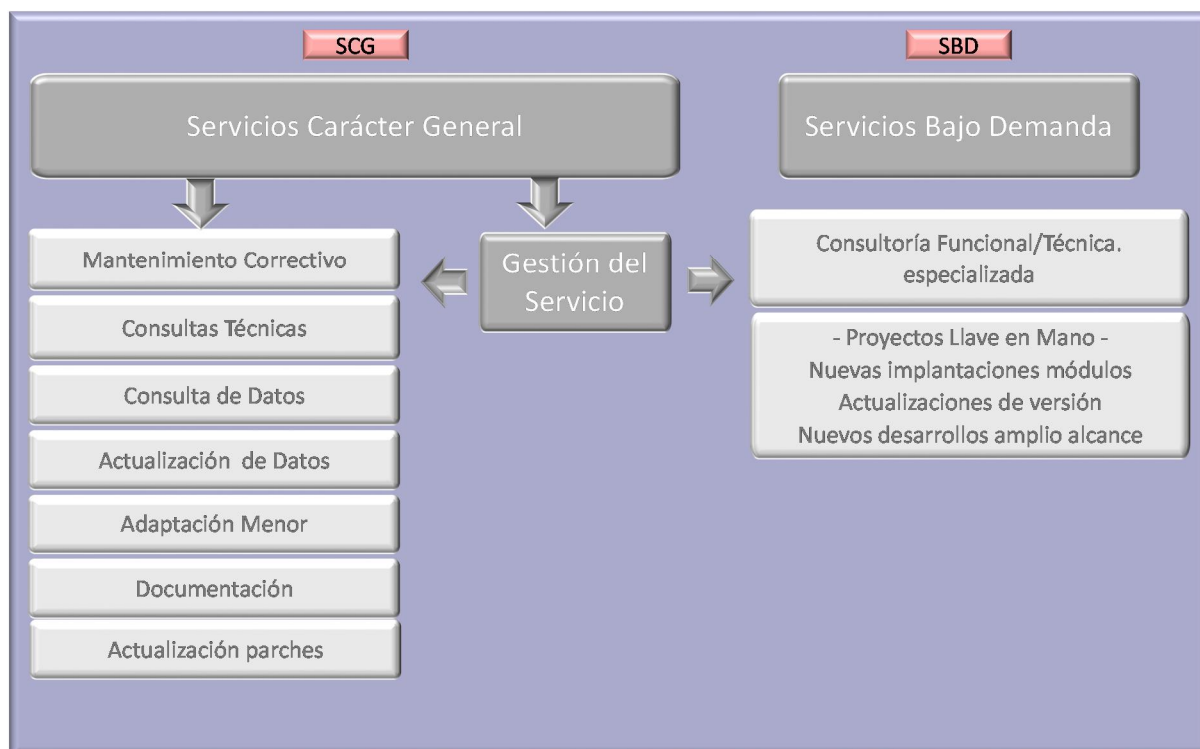 SCG
SBD
Servicios Carácter General
Servicios Bajo Demanda
Mantenimiento Correctivo
Consultas Técnicas
Consulta de Datos
Actualización de Datos
Adaptación Menor
Documentación
Actualización parches
Gestión del
Servicio
Consultoría Funcional/Técnica.
especializada
- Proyectos Llave en Mano -
Nuevas implantaciones módulos
Actualizaciones de versión
Nuevos desarrollos amplio alcance